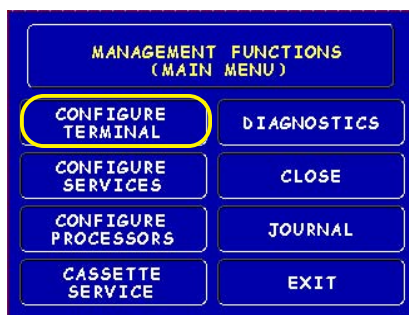 MANAGEMENT FUNCTIONS
(MAIN MENU)
CONFIGURE
TERMINAL
DIAGNOSTICS
CONFIGURE
SERVICES
CLOSE
CONFIGURE
PROCESSORS
JOURNAL
CASSETTE
SERVICE
EXIT